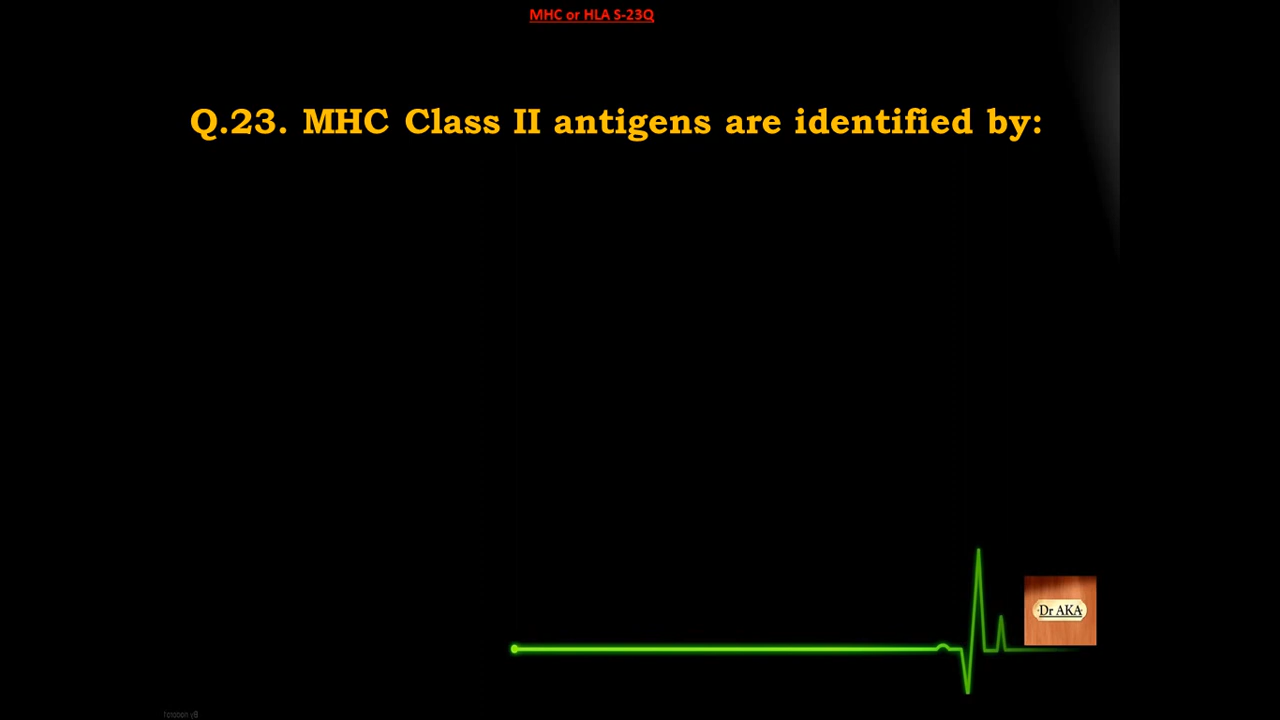 MHC or HLA S-23Q
Q.23. MHC Class II antigens are identified by:
Dr AKA